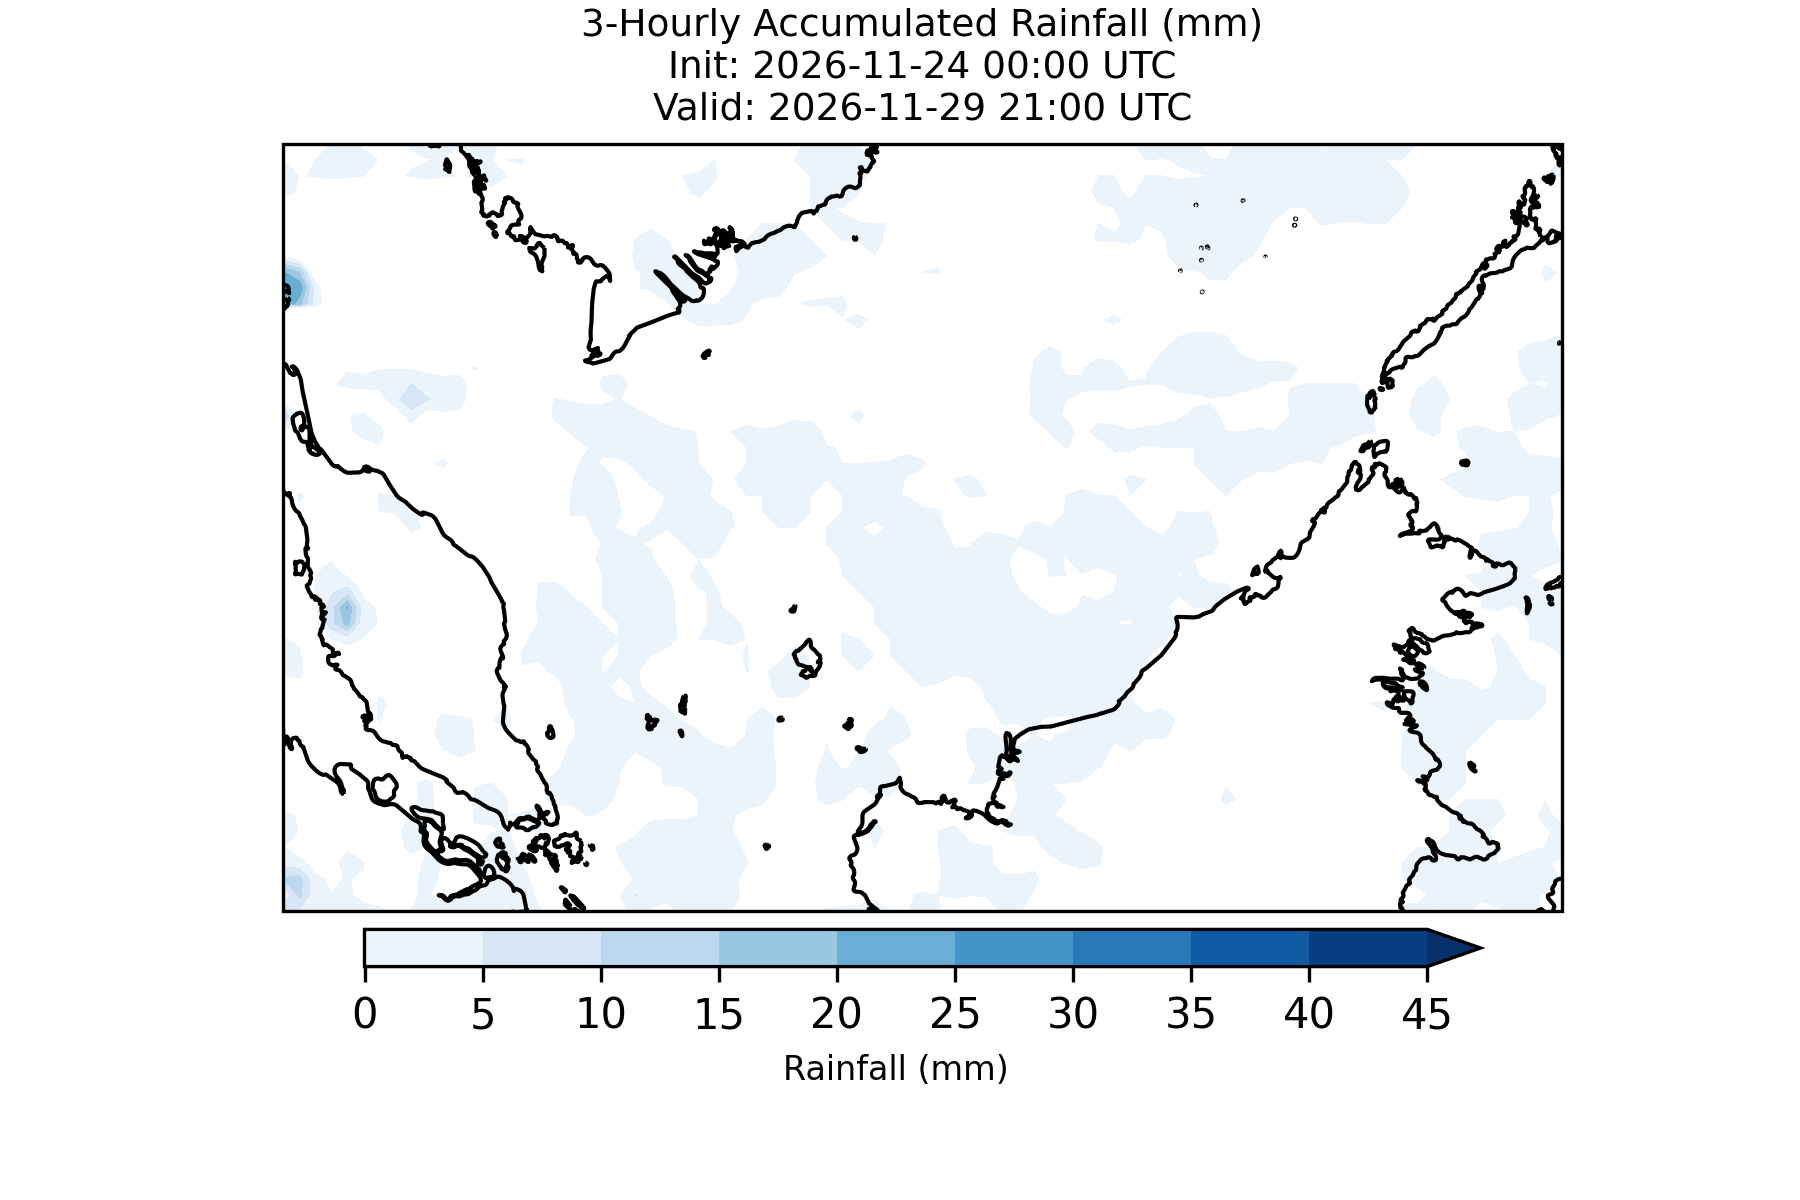 3-Hourly Accumulated Rainfall (mm)
Init: 2026-11-24 00:00 UTC
Valid: 2026-11-29 21:00 UTC
0 5 10 15 20 25 30 35 40 45
Rainfall (mm)